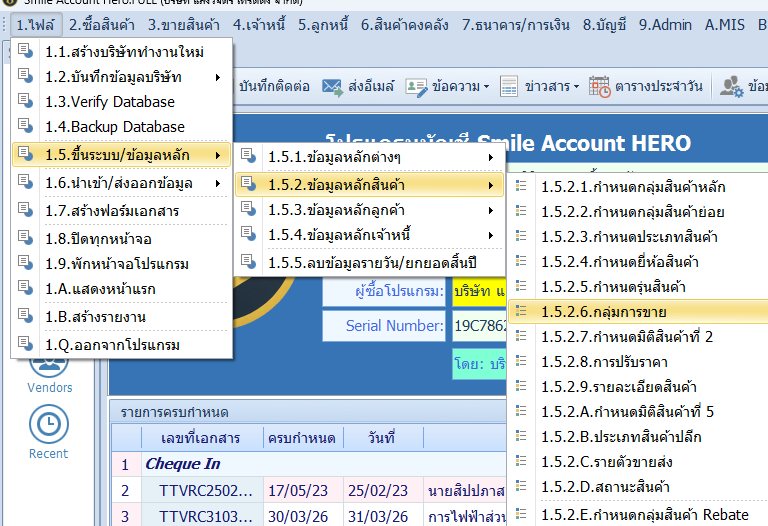 Smile Account HERO.FULL
1.ไฟล์ 2.ซื้อสินค้า 3.ขายสินค้า 4.เจ้าหนี้ 5.ลูกหนี้ 6.สินค้าคงคลัง 7.ธนาคาร/การเงิน 8.บัญชี 9.Admin A.MIS
1.1.สร้างบริษัททำงานใหม่
1.2.บันทึกข้อมูลบริษัท
1.3.Verify Database
1.4.Backup Database
1.5.ขึ้นระบบ/ข้อมูลหลัก
1.6.นำเข้า/ส่งออกข้อมูล
1.7.สร้างฟอร์มเอกสาร
1.8.ปิดทุกหน้าจอ
1.9.พักหน้าจอโปรแกรม
1.A.แสดงหน้าแรก
1.B.สร้างรายงาน
1.Q.ออกจากโปรแกรม
บันทึกติดต่อ ส่งอีเมล์ ข้อความ ข่าวสาร ตารางประจำวัน
โปรแกรมบัญชี Smile Account HERO
1.5.1.ข้อมูลหลักต่างๆ
1.5.2.ข้อมูลหลักสินค้า
1.5.3.ข้อมูลหลักลูกค้า
1.5.4.ข้อมูลหลักเจ้าหนี้
1.5.5.ลบข้อมูลรายวัน/ยกยอดสิ้นปี
1.5.2.1.กำหนดกลุ่มสินค้าหลัก
1.5.2.2.กำหนดกลุ่มสินค้าย่อย
1.5.2.3.กำหนดประเภทสินค้า
1.5.2.4.กำหนดยี่ห้อสินค้า
1.5.2.5.กำหนดรุ่นสินค้า
1.5.2.6.กลุ่มการขาย
1.5.2.7.กำหนดมิติสินค้าที่ 2
1.5.2.8.การปรับราคา
1.5.2.9.รายละเอียดสินค้า
1.5.2.A.กำหนดมิติสินค้าที่ 5
1.5.2.B.ประเภทสินค้าปลีก
1.5.2.C.รายตัวขายส่ง
1.5.2.D.สถานะสินค้า
1.5.2.E.กำหนดกลุ่มสินค้า Rebate
ผู้ซื้อโปรแกรม: บริษัท
Serial Number: 19C786
โดย:
Vendors
Recent
รายการครบกำหนด
เลขที่เอกสาร ครบกำหนด วันที่
1 Cheque In
2 TTVRC2502... 17/05/23 25/02/23 นายสิปปภาส
3 TTVRC3103... 30/03/26 31/03/26 การไฟฟ้าส่วน